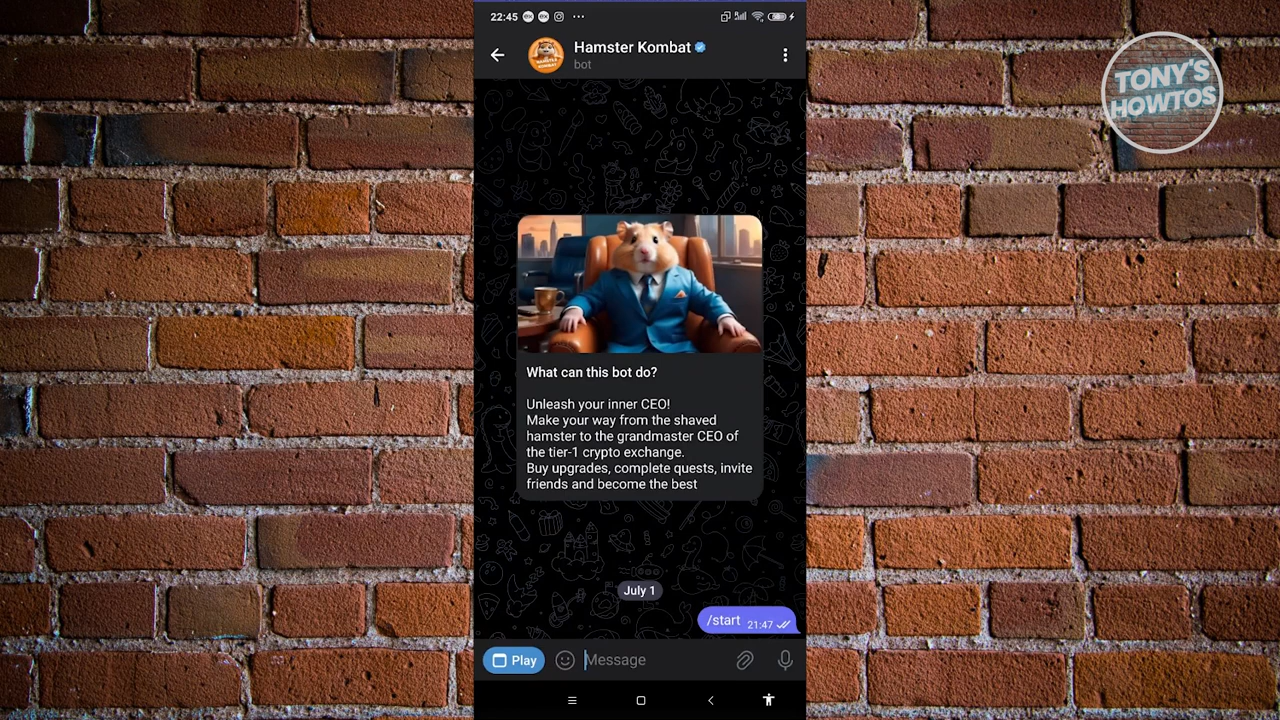 22:45
Hamster Kombat
bot
TONY'S
HOWTOS
What can this bot do?
Unleash your inner CEO!
Make your way from the shaved
hamster to the grandmaster CEO of
the tier-1 crypto exchange.
Buy upgrades, complete quests, invite
friends and become the best
July 1
/start 21:47
Play
Message